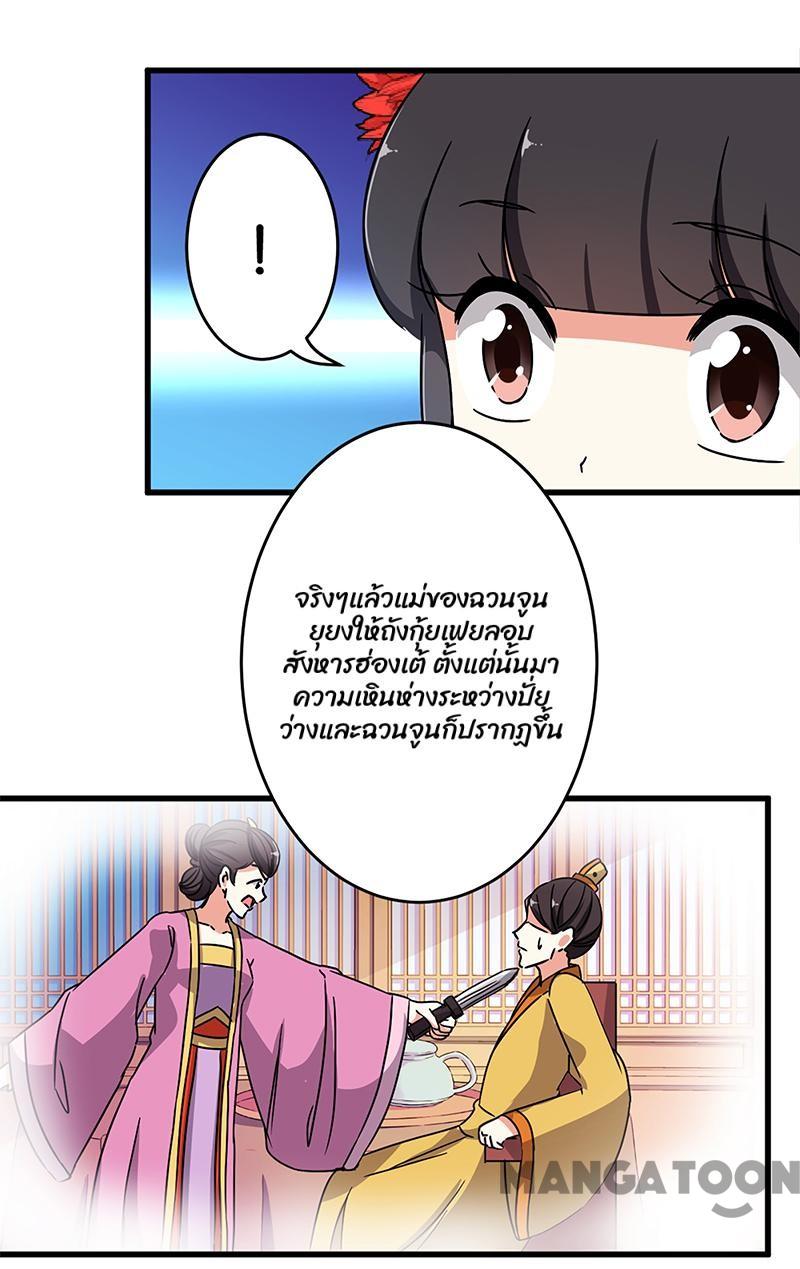 !
จริงๆแล้วแม่ของฉวนจูน
ยุยงให้ถังกุ้ยเฟยลอบ
สังหารฮ่องเต้ ตั้งแต่นั้นมา
ความเหินห่างระหว่างปั่ย
ว่างและฉวนจูนก็ปรากฏขึ้น
MANGATOON